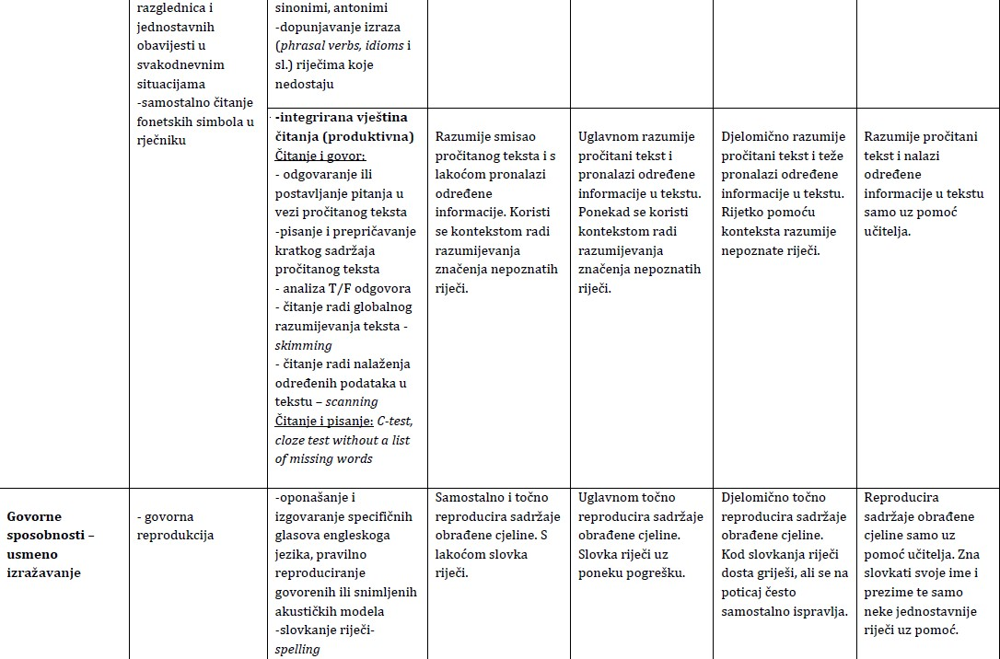 razglednica i
jednostavnih
obavijesti u
svakodnevnim
situacijama
-samostalno čitanje
fonetskih simbola u
rječniku
sinonimi, antonimi
-dopunjavanje izraza
(phrasal verbs, idioms i
sl.) riječima koje
nedostaju
-integrirana vještina
čitanja (produktivna)
Čitanje i govor:
- odgovaranje ili
postavljanje pitanja u
vezi pročitanog teksta
-pisanje i prepričavanje
kratkog sadržaja
pročitanog teksta
- analiza T/F odgovora
- čitanje radi globalnog
razumijevanja teksta -
skimming
- čitanje radi nalaženja
određenih podataka u
tekstu – scanning
Čitanje i pisanje: C-test,
cloze test without a list
of missing words
Razumije smisao
pročitanog teksta i s
lakoćom pronalazi
određene
informacije. Koristi
se kontekstom radi
razumijevanja
značenja nepoznatih
riječi.
Uglavnom razumije
pročitani tekst i
pronalazi određene
informacije u tekstu.
Ponekad se koristi
kontekstom radi
razumijevanja
značenja nepoznatih
riječi.
Djelomično razumije
pročitani tekst i teže
pronalazi određene
informacije u tekstu.
Rijetko pomoću
konteksta razumije
nepoznate riječi.
Razumije pročitani
tekst i nalazi
određene
informacije u tekstu
samo uz pomoć
učitelja.
Govorne
sposobnosti –
usmeno
izražavanje
- govorna
reprodukcija
-oponašanje i
izgovaranje specifičnih
glasova engleskoga
jezika, pravilno
reproduciranje
govorenih ili snimljenih
akustičkih modela
-slovkanje riječi-
spelling
Samostalno i točno
reproducira sadržaje
obrađene cjeline. S
lakoćom slovka
riječi.
Uglavnom točno
reproducira sadržaje
obrađene cjeline.
Slovka riječi uz
poneku pogrešku.
Djelomično točno
reproducira sadržaje
obrađene cjeline.
Kod slovkanja riječi
dosta griješi, ali se na
poticaj često
samostalno ispravlja.
Reproducira
sadržaje obrađene
cjeline samo uz
pomoć učitelja. Zna
slovkati svoje ime i
prezime te samo
neke jednostavnije
riječi uz pomoć.